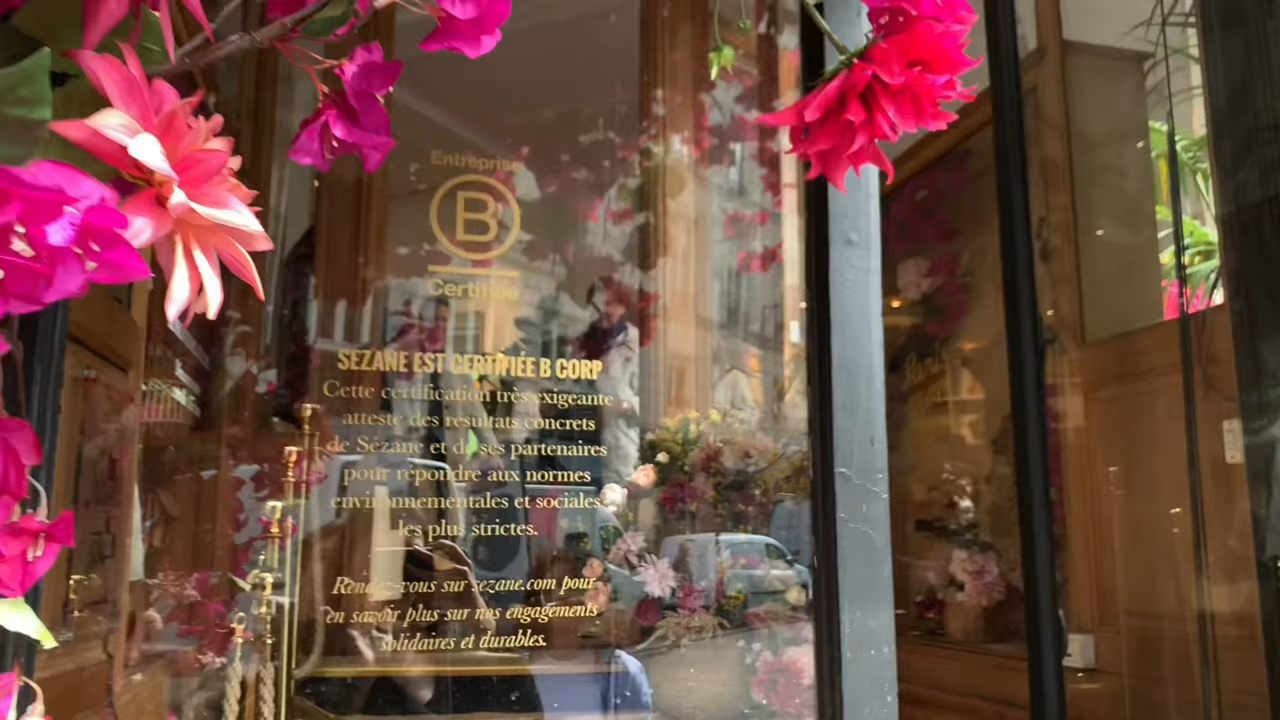 Entreprise
B
Certifiée
SEZANE EST CERTIFIÉE B CORP
Cette certification très exigeante
atteste des résultats concrets
de Sézane et de ses partenaires
pour répondre aux normes
environnementales et sociales
les plus strictes.
Rendez-vous sur sezane.com pour
en savoir plus sur nos engagements
solidaires et durables.